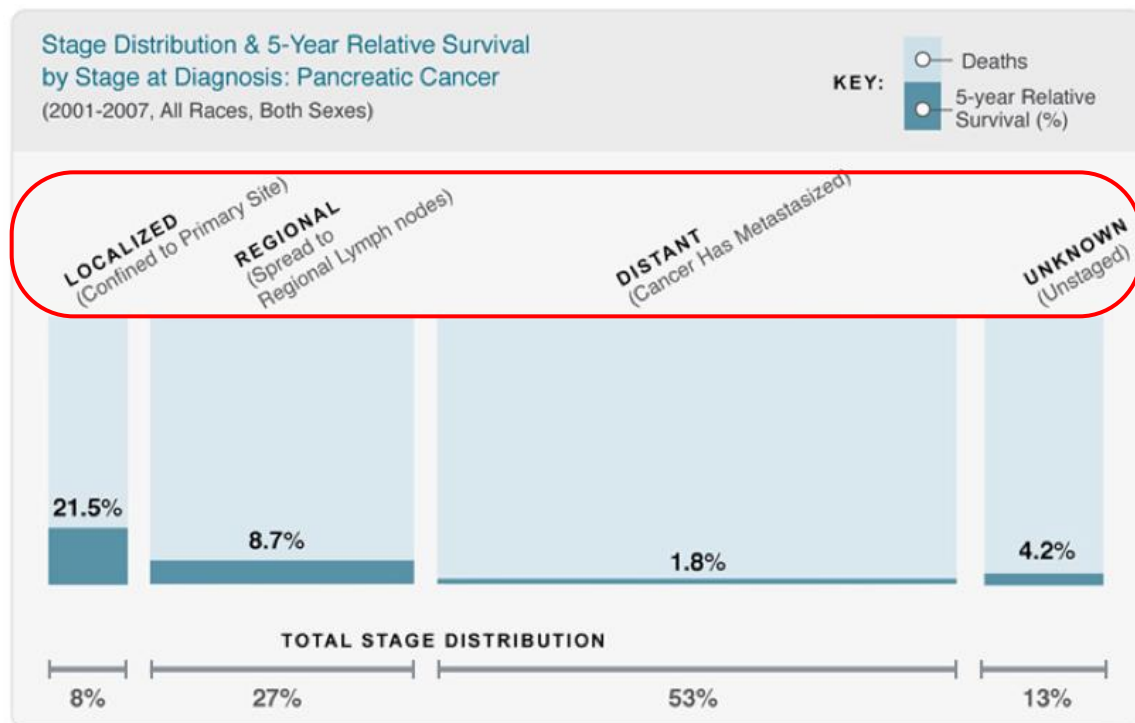 Stage Distribution & 5-Year Relative Survival
by Stage at Diagnosis: Pancreatic Cancer
(2001-2007, All Races, Both Sexes)
KEY:
Deaths
5-year Relative
Survival (%)
LOCALIZED
(Confined to Primary Site)
REGIONAL
(Spread to
Regional Lymph nodes)
DISTANT
(Cancer Has Metastasized)
UNKNOWN
(Unstaged)
21.5%
8.7%
1.8%
4.2%
TOTAL STAGE DISTRIBUTION
8%
27%
53%
13%